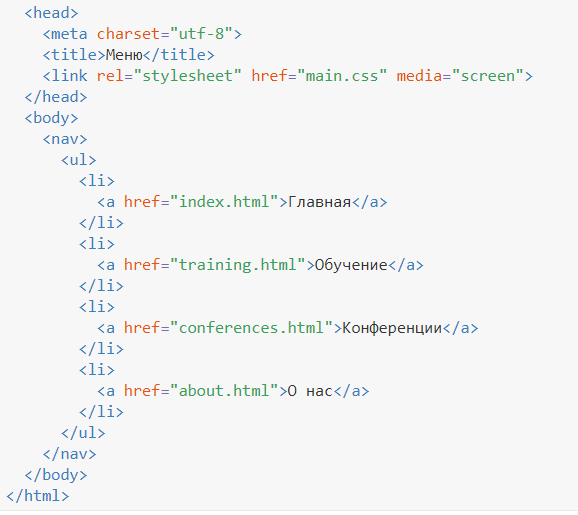 <head>
<meta charset="utf-8">
<title>Меню</title>
<link rel="stylesheet" href="main.css" media="screen">
</head>
<body>
<nav>
<ul>
<li>
<a href="index.html">Главная</a>
</li>
<li>
<a href="training.html">Обучение</a>
</li>
<li>
<a href="conferences.html">Конференции</a>
</li>
<li>
<a href="about.html">О нас</a>
</li>
</ul>
</nav>
</body>
</html>